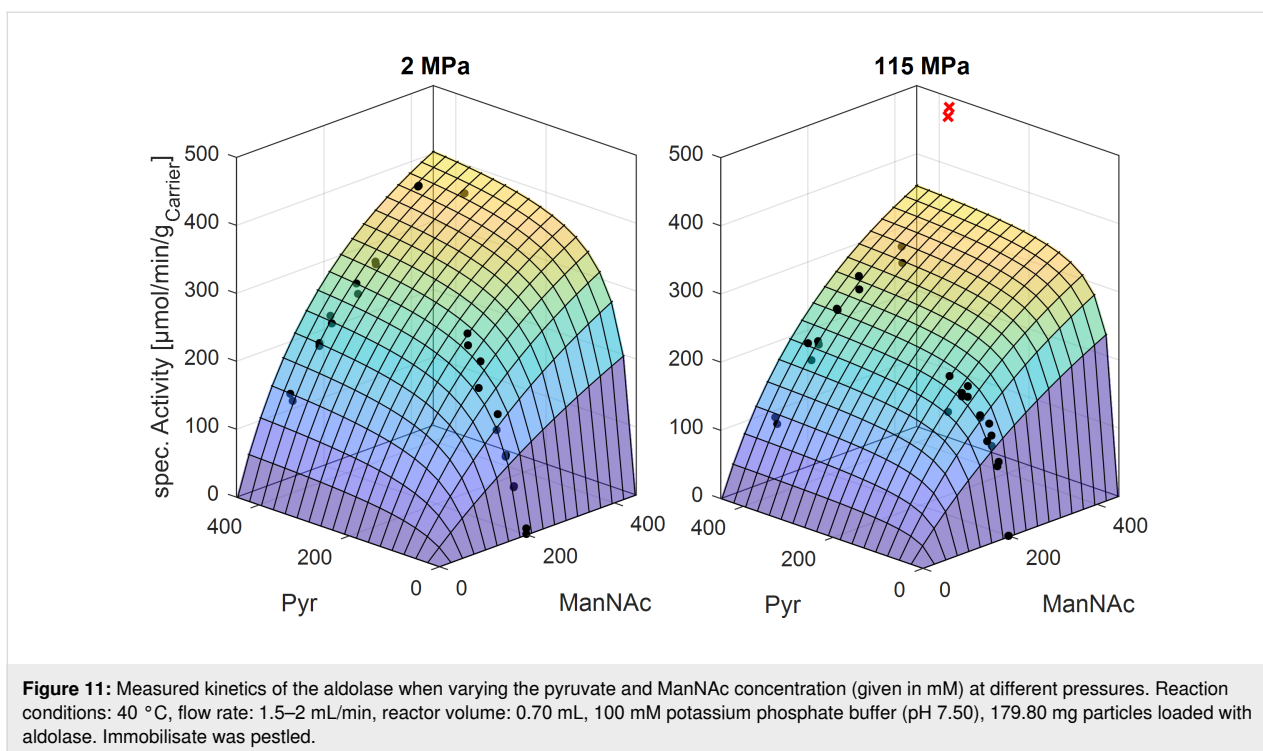 2 MPa
115 MPa
spec. Activity [µmol/min/gCarrier]
500
400
300
200
100
0
400
200
0
Pyr
0
200
400
ManNAc
500
400
300
200
100
0
400
200
0
Pyr
0
200
400
ManNAc
Figure 11: Measured kinetics of the aldolase when varying the pyruvate and ManNAc concentration (given in mM) at different pressures. Reaction
conditions: 40 °C, flow rate: 1.5–2 mL/min, reactor volume: 0.70 mL, 100 mM potassium phosphate buffer (pH 7.50), 179.80 mg particles loaded with
aldolase. Immobilisate was pestled.